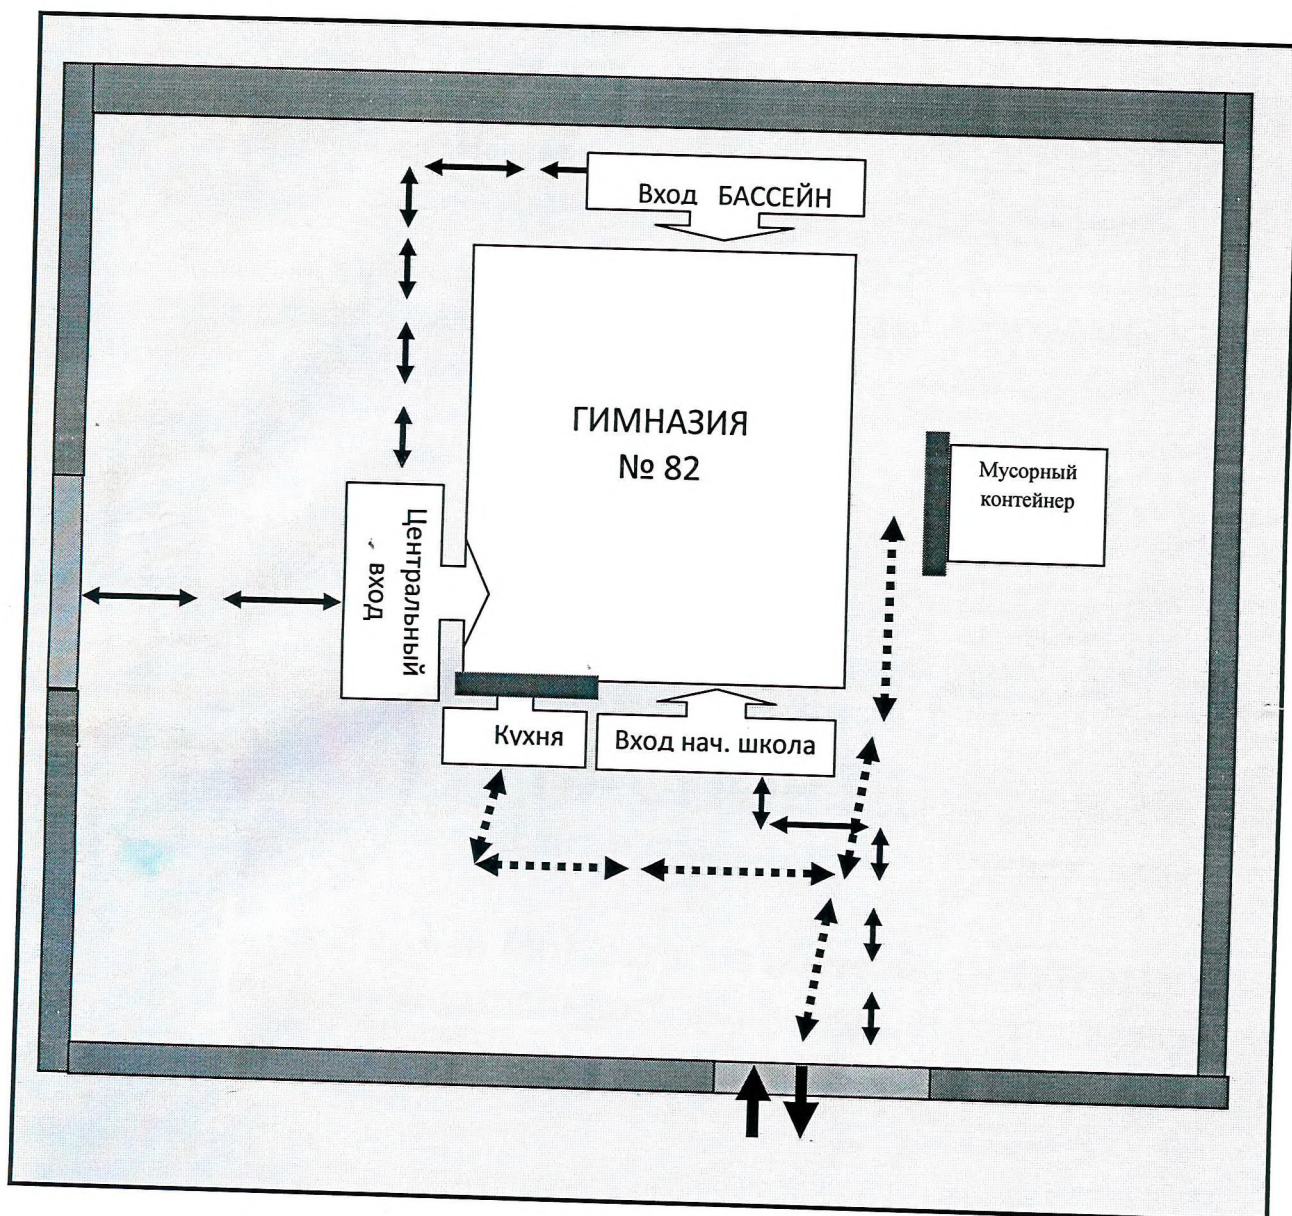 Вход БАССЕЙН
ГИМНАЗИЯ
№ 82
Мусорный
контейнер
Центральный
вход
Кухня
Вход нач. школа